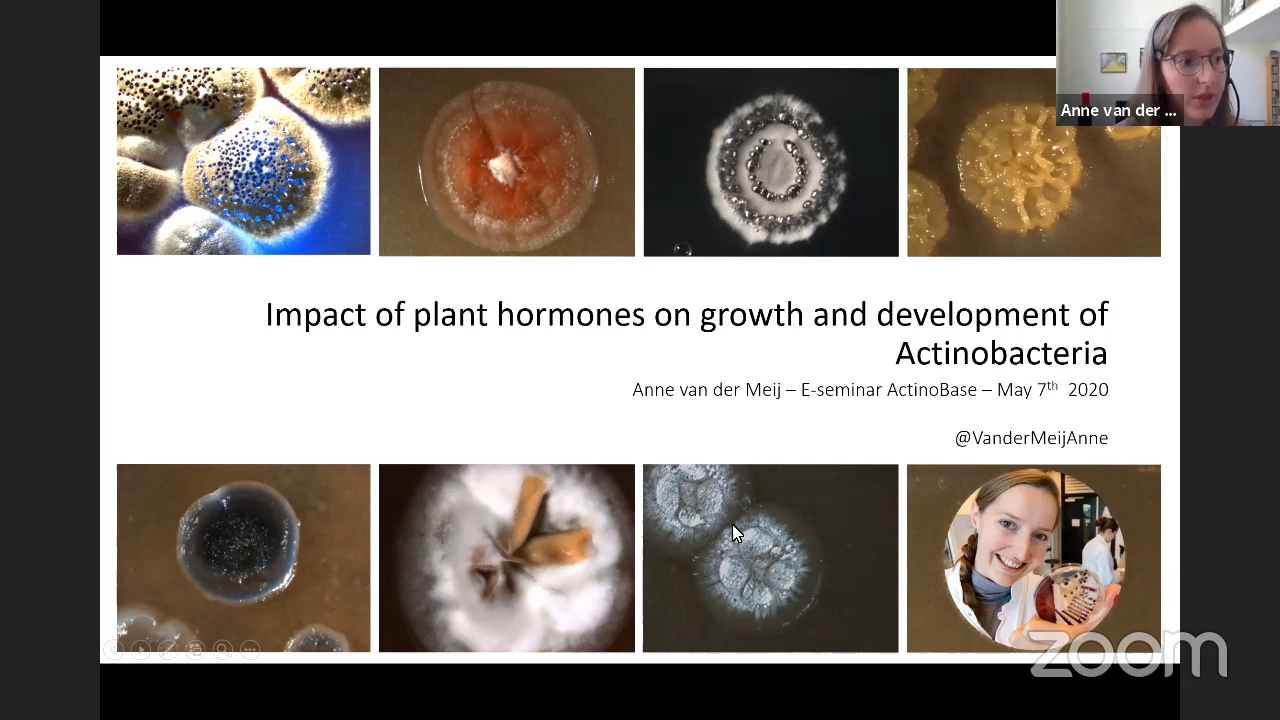 Anne van der ...
Impact of plant hormones on growth and development of
Actinobacteria
Anne van der Meij – E-seminar ActinoBase – May 7th 2020
@VanderMeijAnne
zoom